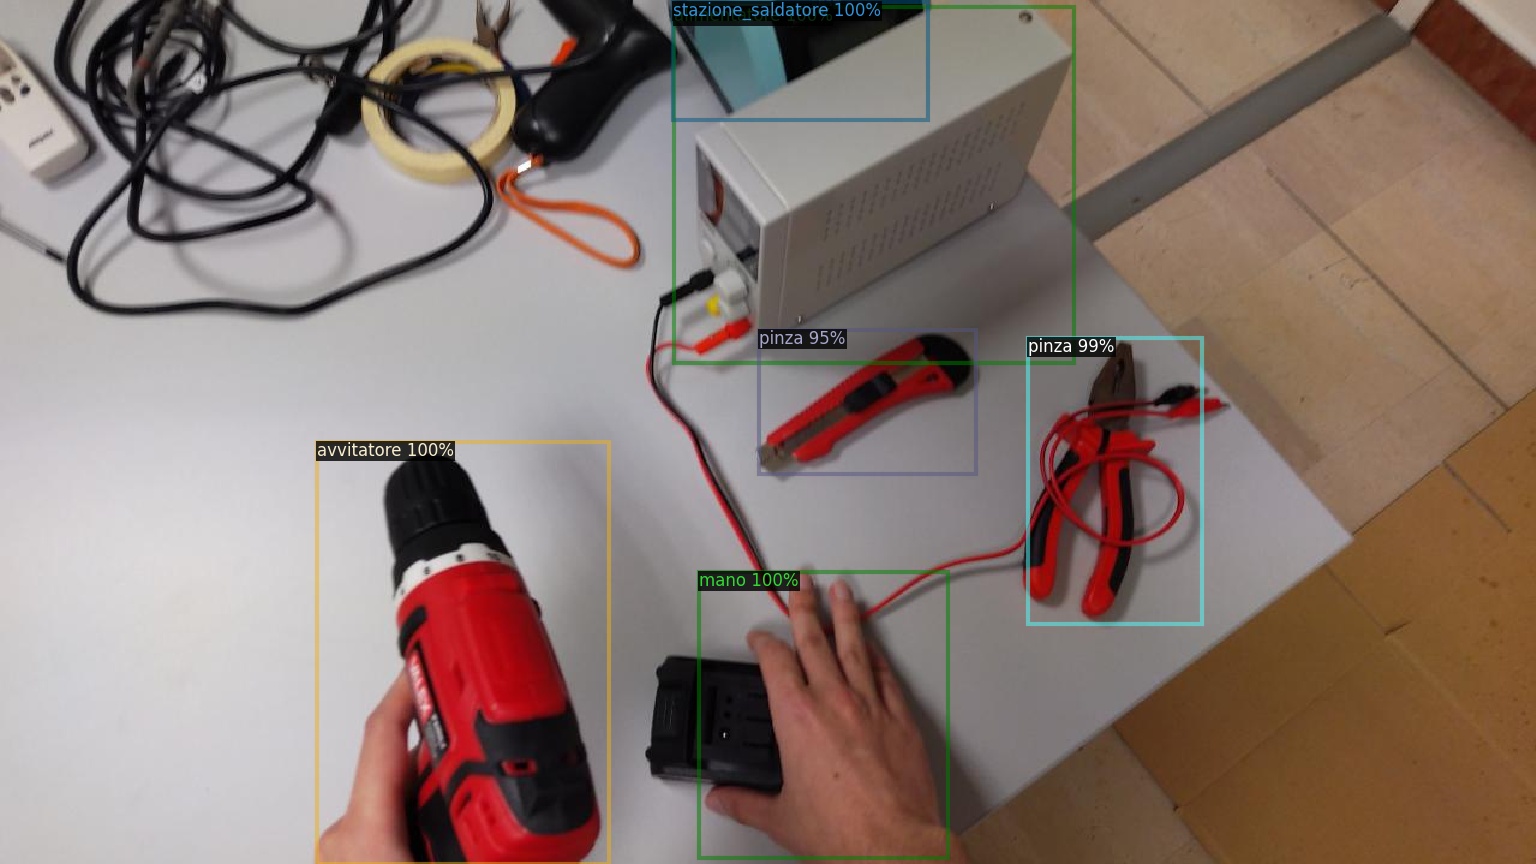 stazione_saldatore 100%
pinza 95%
pinza 99%
avvitatore 100%
mano 100%